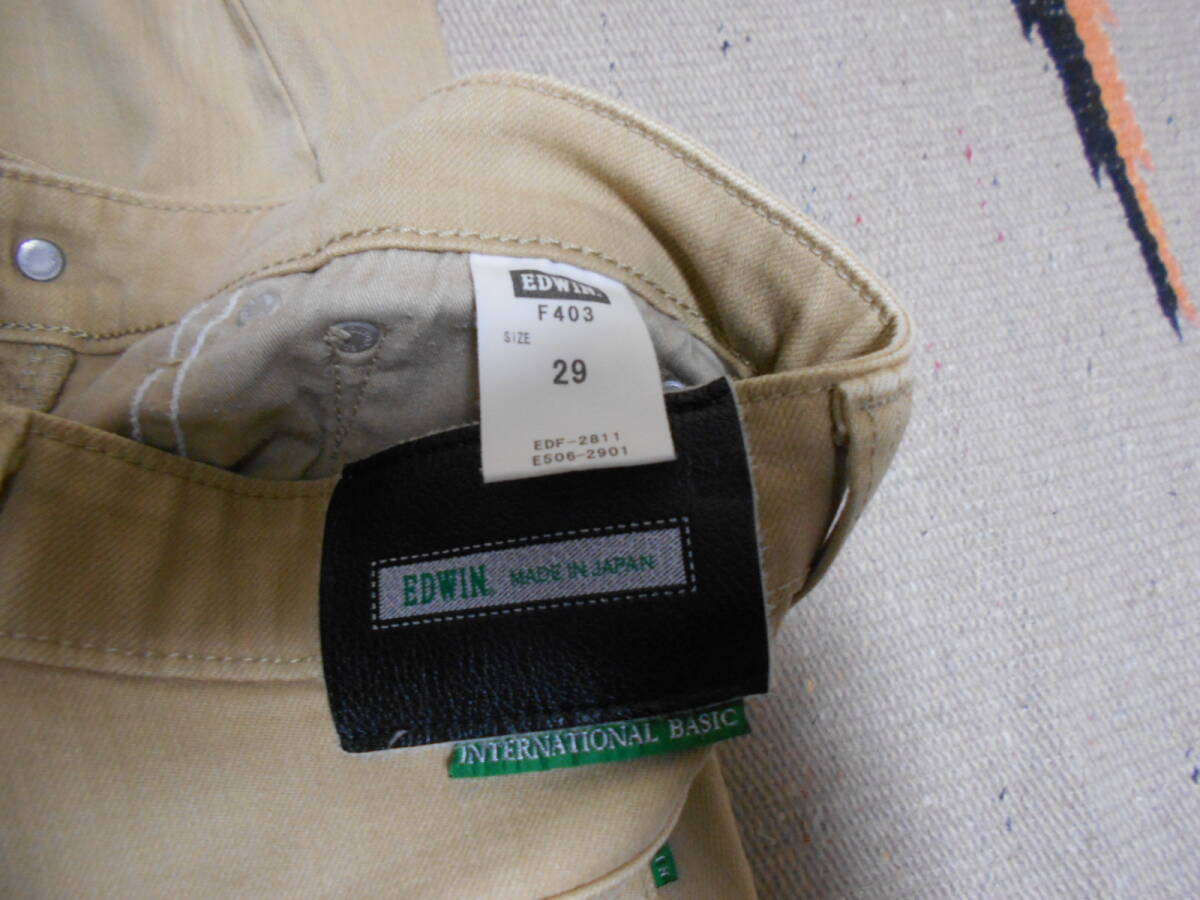 EDWIN.
F403
SIZE
29
EDF-2811
E506-2901
EDWIN. MADE IN JAPAN
INTERNATIONAL BASIC